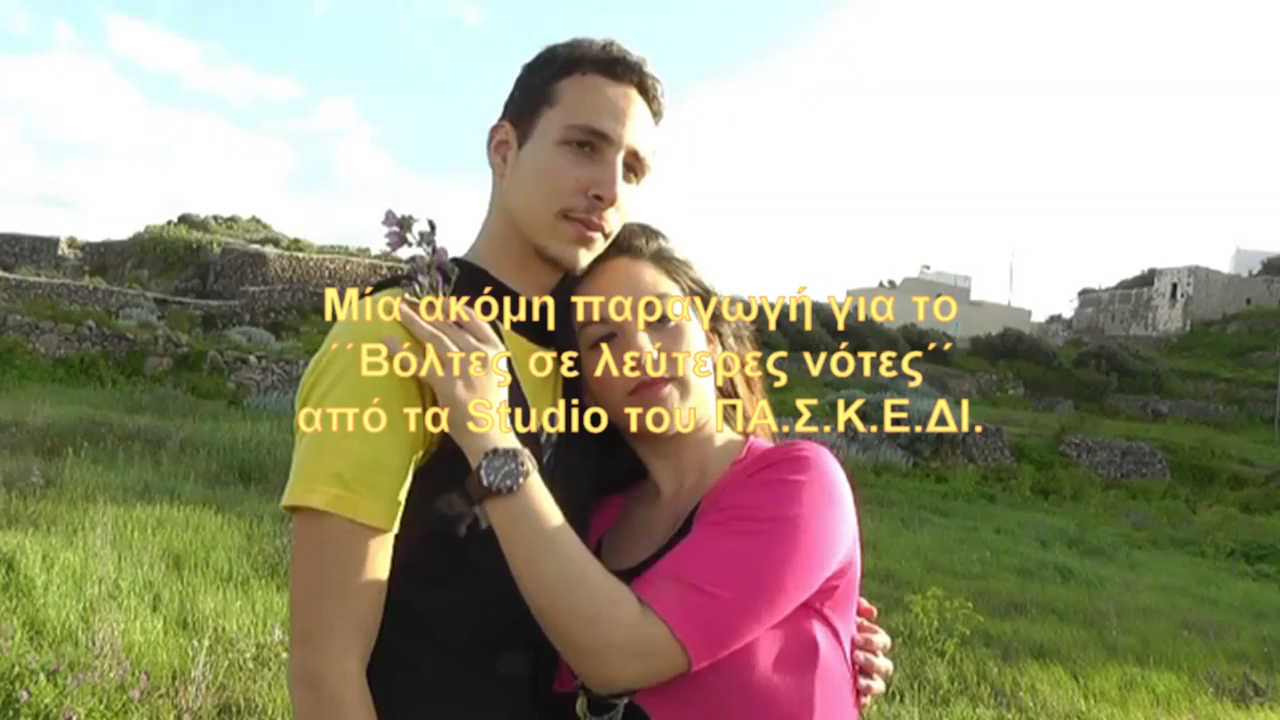 Μία ακόμη παραγωγή για το
´´Βόλτες σε λεύτερες νότες´´
από τα Studio του ΠΑ.Σ.Κ.Ε.ΔΙ.